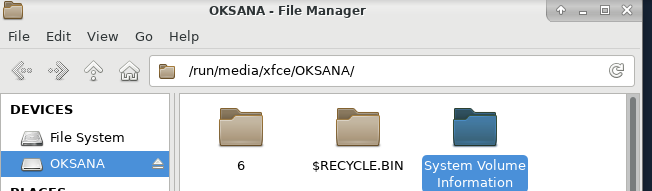 OKSANA - File Manager
File Edit View Go Help
/run/media/xfce/OKSANA/
DEVICES
File System
OKSANA
6
$RECYCLE.BIN
System Volume
Information